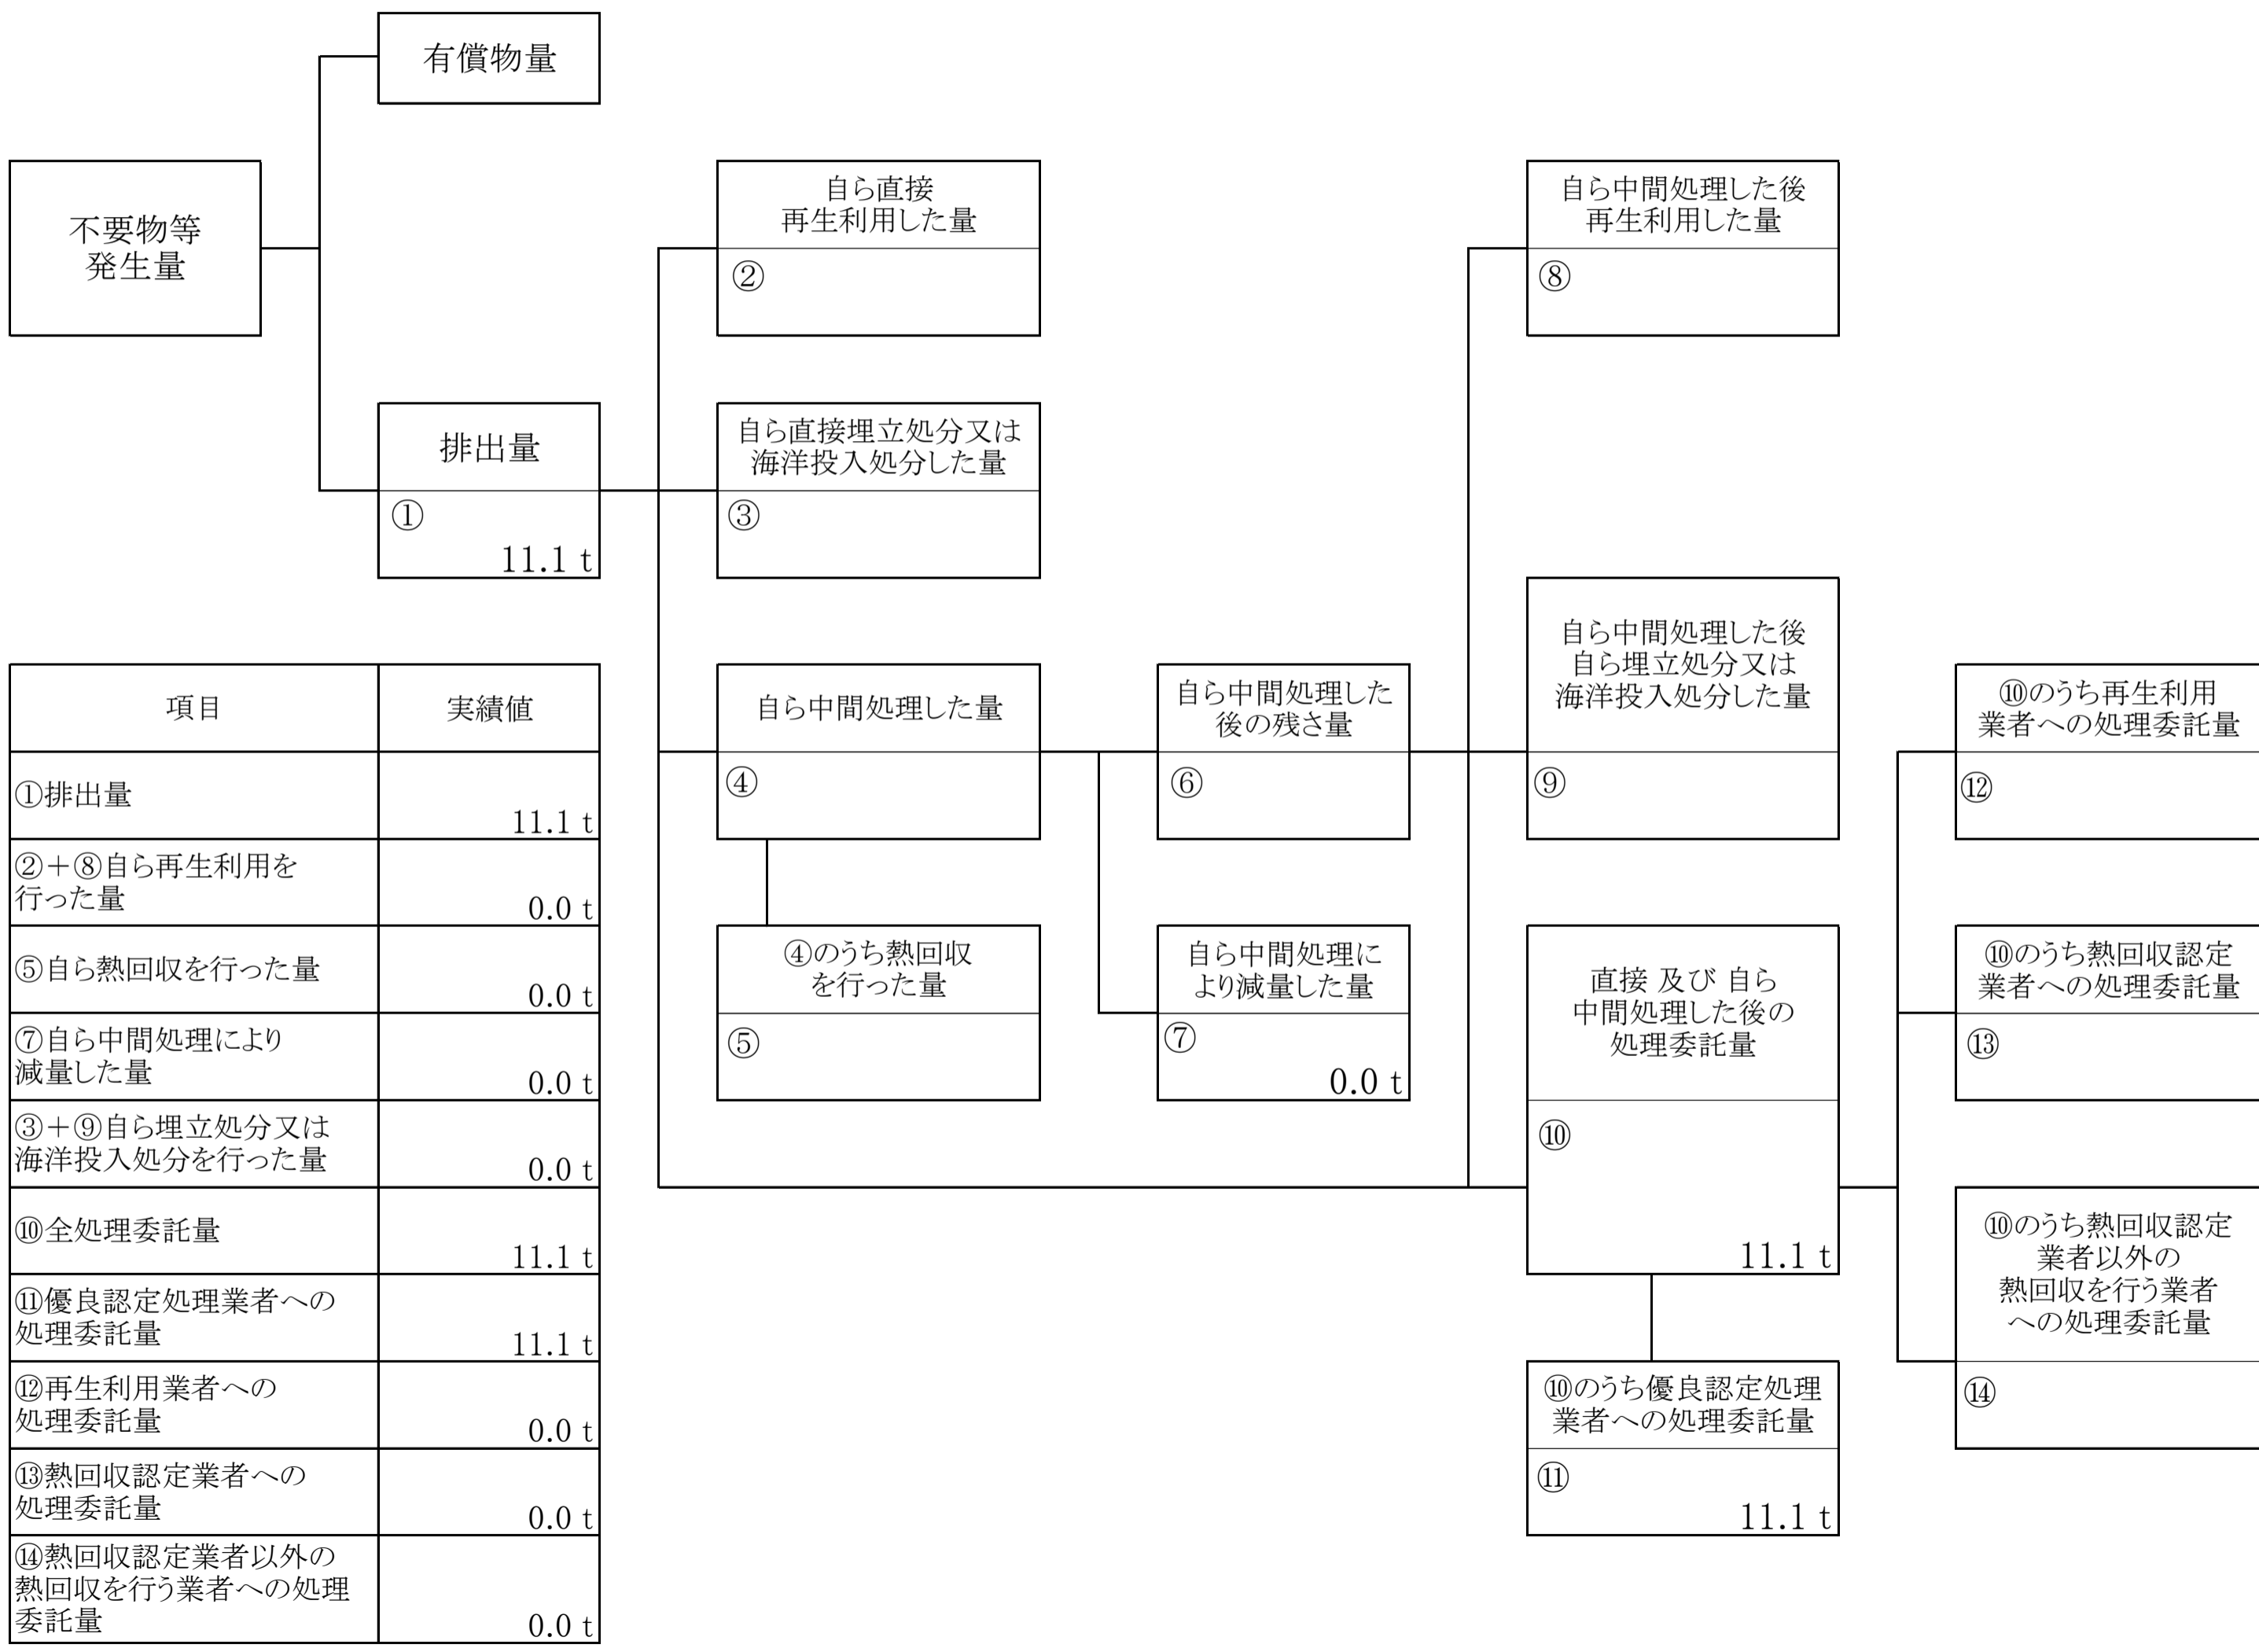 有償物量
不要物等
発生量
自ら直接
再生利用した量
②
自ら中間処理した後
再生利用した量
⑧
排出量
①
11.1 t
自ら直接埋立処分又は
海洋投入処分した量
③
自ら中間処理した量
④
自ら中間処理した
後の残さ量
⑥
自ら中間処理した後
自ら埋立処分又は
海洋投入処分した量
⑨
⑩のうち再生利用
業者への処理委託量
⑫
④のうち熱回収
を行った量
⑤
自ら中間処理に
より減量した量
⑦
0.0 t
直接 及び 自ら
中間処理した後の
処理委託量
⑩
11.1 t
⑩のうち熱回収認定
業者への処理委託量
⑬
⑩のうち熱回収認定
業者以外の
熱回収を行う業者
への処理委託量
⑭
⑩のうち優良認定処理
業者への処理委託量
⑪
11.1 t
項目 実績値
①排出量
11.1 t
②+⑧自ら再生利用を
行った量
0.0 t
⑤自ら熱回収を行った量
0.0 t
⑦自ら中間処理により
減量した量
0.0 t
③+⑨自ら埋立処分又は
海洋投入処分を行った量
0.0 t
⑩全処理委託量
11.1 t
⑪優良認定処理業者への
処理委託量
11.1 t
⑫再生利用業者への
処理委託量
0.0 t
⑬熱回収認定業者への
処理委託量
0.0 t
⑭熱回収認定業者以外の
熱回収を行う業者への処理
委託量
0.0 t